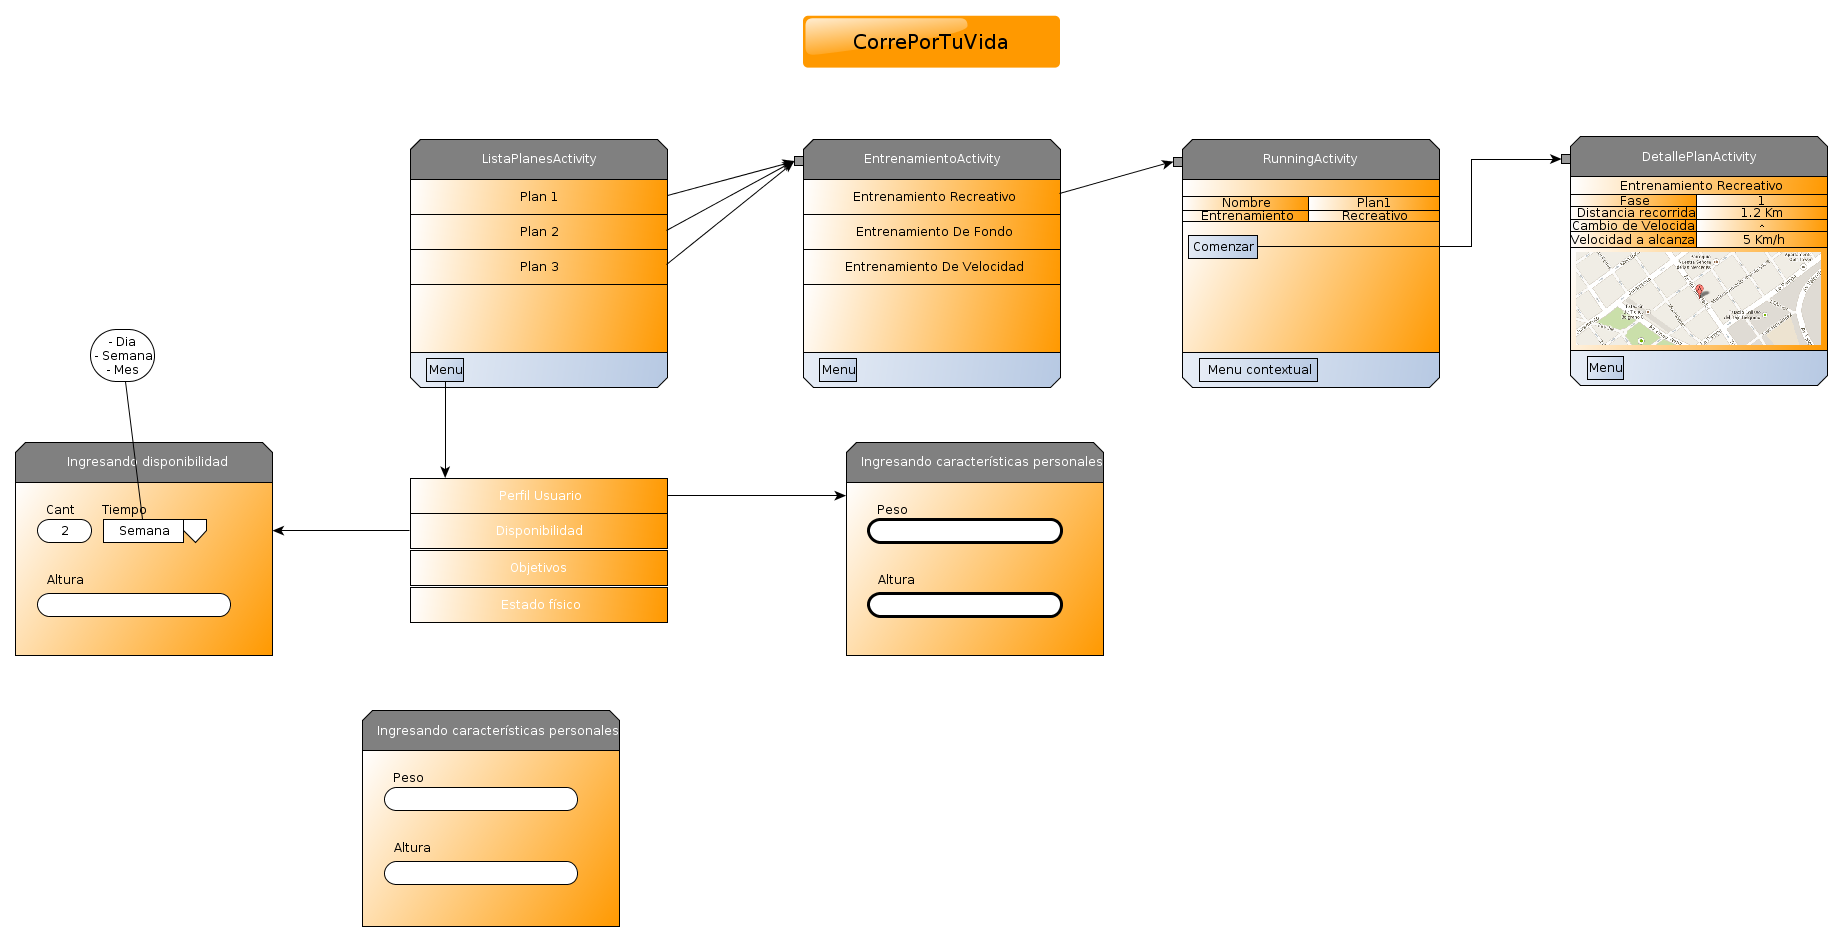 CorrePorTuVida
ListaPlanesActivity
Plan 1
Plan 2
Plan 3
Menu
EntrenamientoActivity
Entrenamiento Recreativo
Entrenamiento De Fondo
Entrenamiento De Velocidad
Menu
RunningActivity
Nombre Plan1
Entrenamiento Recreativo
Comenzar
Menu contextual
DetallePlanActivity
Entrenamiento Recreativo
Fase 1
Distancia recorrida 1.2 Km
Cambio de Velocida ^
Velocidad a alcanza 5 Km/h
Menu
- Dia
- Semana
- Mes
Ingresando disponibilidad
Cant Tiempo
2 Semana
Altura
Perfil Usuario
Disponibilidad
Objetivos
Estado físico
Ingresando características personales
Peso
Altura
Ingresando características personales
Peso
Altura